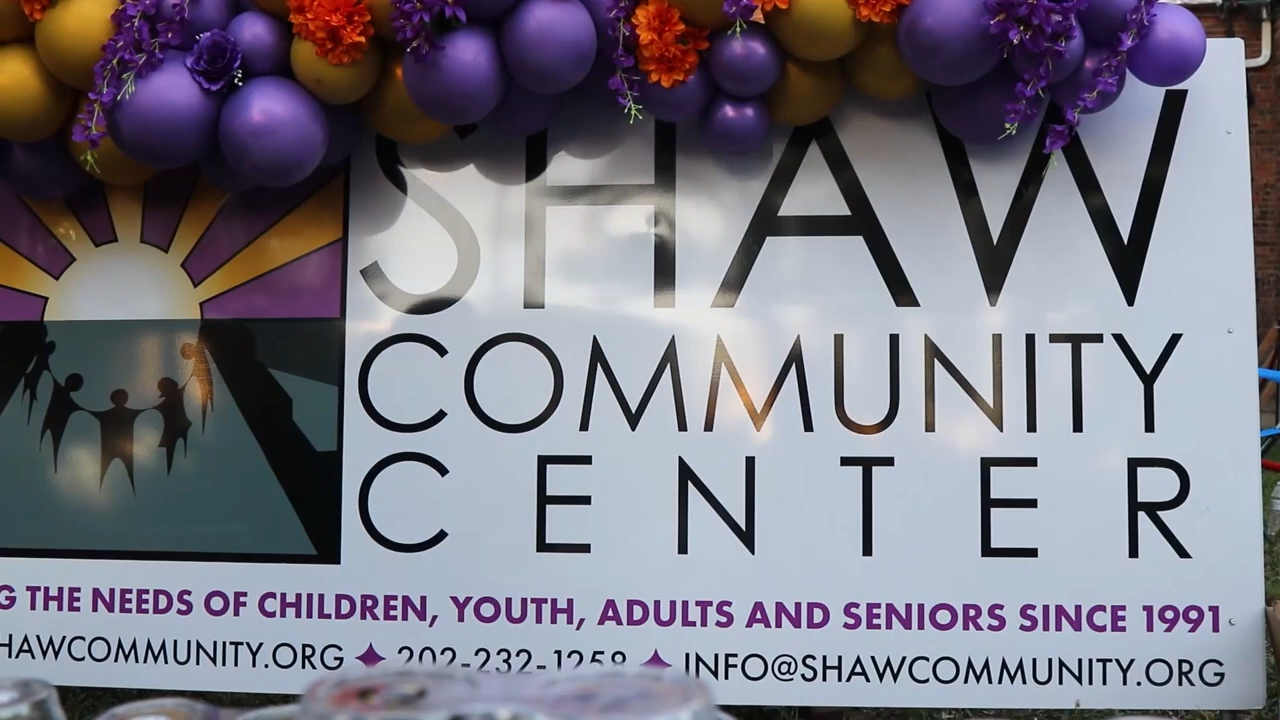 SHAW
COMMUNITY
CENTER
THE NEEDS OF CHILDREN, YOUTH, ADULTS AND SENIORS SINCE 1991
HAWCOMMUNITY.ORG 202-232-1258 INFO@SHAWCOMMUNITY.ORG